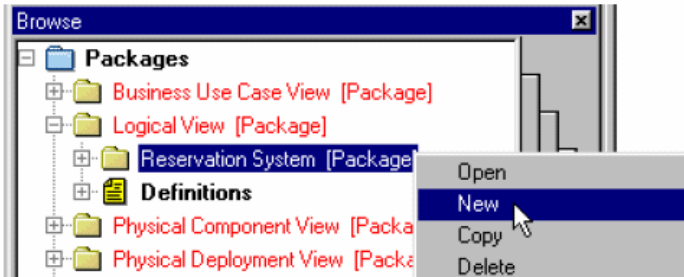 Browse
Packages
Business Use Case View [Package]
Logical View [Package]
Reservation System [Package
Definitions
Physical Component View [Packa
Physical Deployment View [Packa
Open
New
Copy
Delete